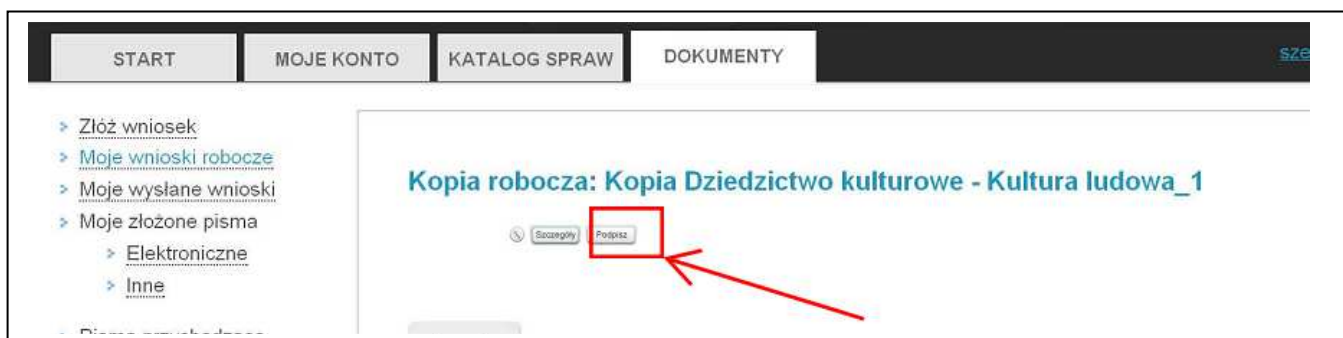 START
MOJE KONTO
KATALOG SPRAW
DOKUMENTY
sze
Złóż wniosek
Moje wnioski robocze
Moje wysłane wnioski
Moje złożone pisma
Elektroniczne
Inne
Kopia robocza: Kopia Dziedzictwo kulturowe - Kultura ludowa_1
Szczegóły
Podpisz